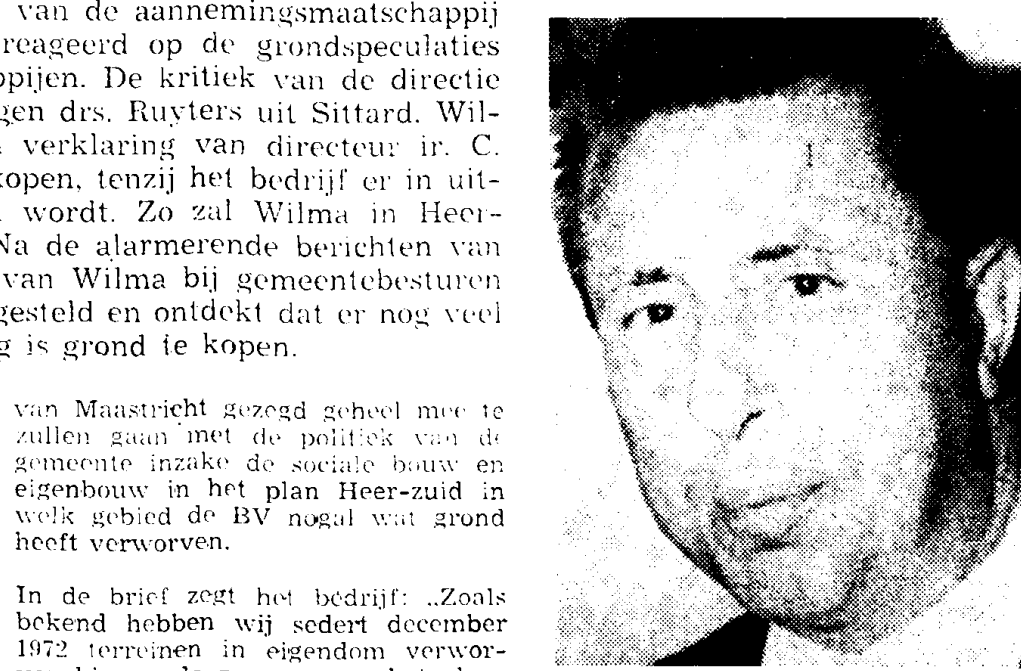 van de aannemingsmaatschappij
reageerd op de grondspeculaties
ppijen. De kritiek van de directie
gen drs. Ruyters uit Sittard. Wil-
verklaring van directeur ir. C.
kopen, tenzij het bedrijf er in uit-
wordt. Zo zal Wilma in Heer-
Na de alarmerende berichten van
van Wilma bij gemeentebesturen
gesteld en ontdekt dat er nog veel
g is grond te kopen.
van Maastricht gezegd geheel mee te
zullen gaan met de politiek van de
gemeente inzake de sociale bouw en
eigenbouw in het plan Heer-zuid in
welk gebied de BV nogal wat grond
heeft verworven.
In de brief zegt het bedrijf: „Zoals
bekend hebben wij sedert december
1972 terreinen in eigendom verwor-